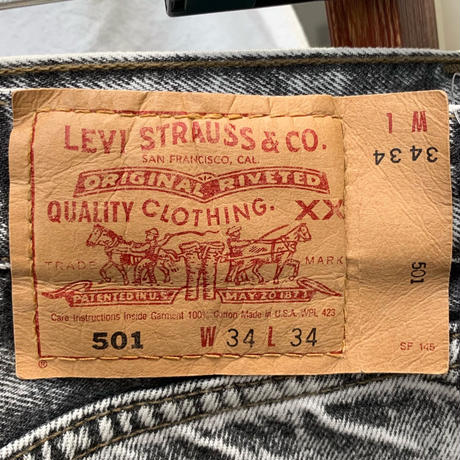 LEVI STRAUSS & CO.
SAN FRANCISCO, CAL.
ORIGINAL RIVETED
QUALITY CLOTHING. XX
TRADE MARK
PATENTED IN U.S. MAY 20 1873
Care Instructions Inside Garment 100% Cotton Made in U.S.A. WPL 423
501 W 34 L 34
®
W L
34 34
501
SF 145